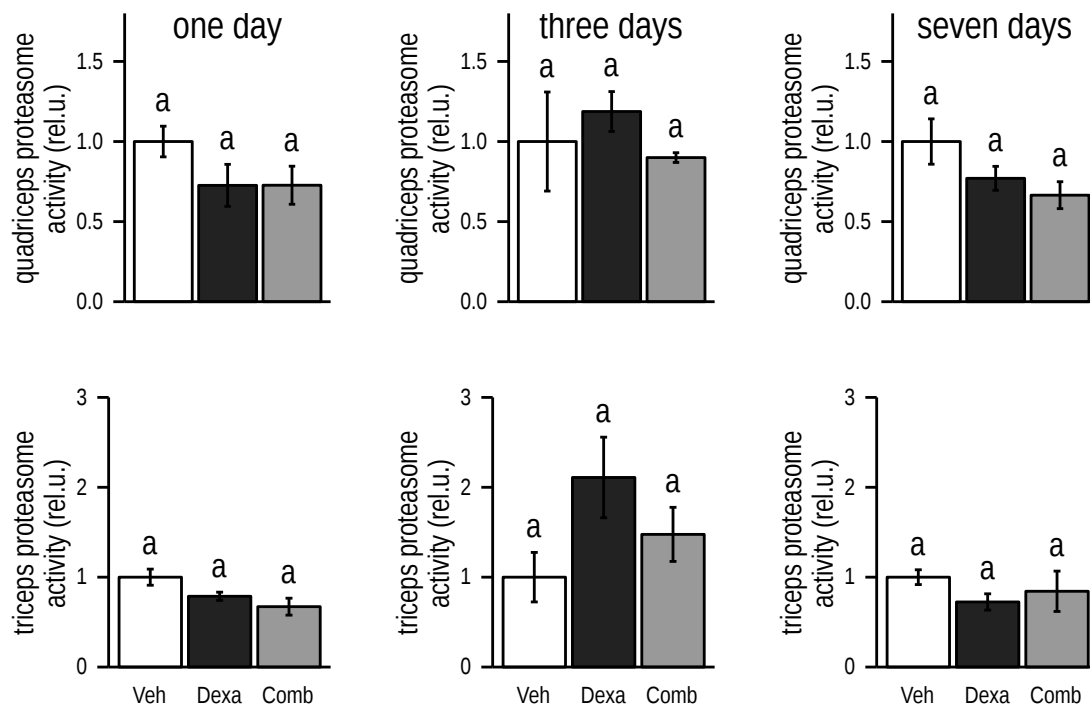 one day
three days
seven days
quadriceps proteasome
activity (rel.u.)
1.5
1.0
0.5
0.0
a
a
a
quadriceps proteasome
activity (rel.u.)
1.5
1.0
0.5
0.0
a
a
a
quadriceps proteasome
activity (rel.u.)
1.5
1.0
0.5
0.0
a
a
a
triceps proteasome
activity (rel.u.)
3
2
1
0
a
a
a
Veh Dexa Comb
triceps proteasome
activity (rel.u.)
3
2
1
0
a
a
a
Veh Dexa Comb
triceps proteasome
activity (rel.u.)
3
2
1
0
a
a
a
Veh Dexa Comb